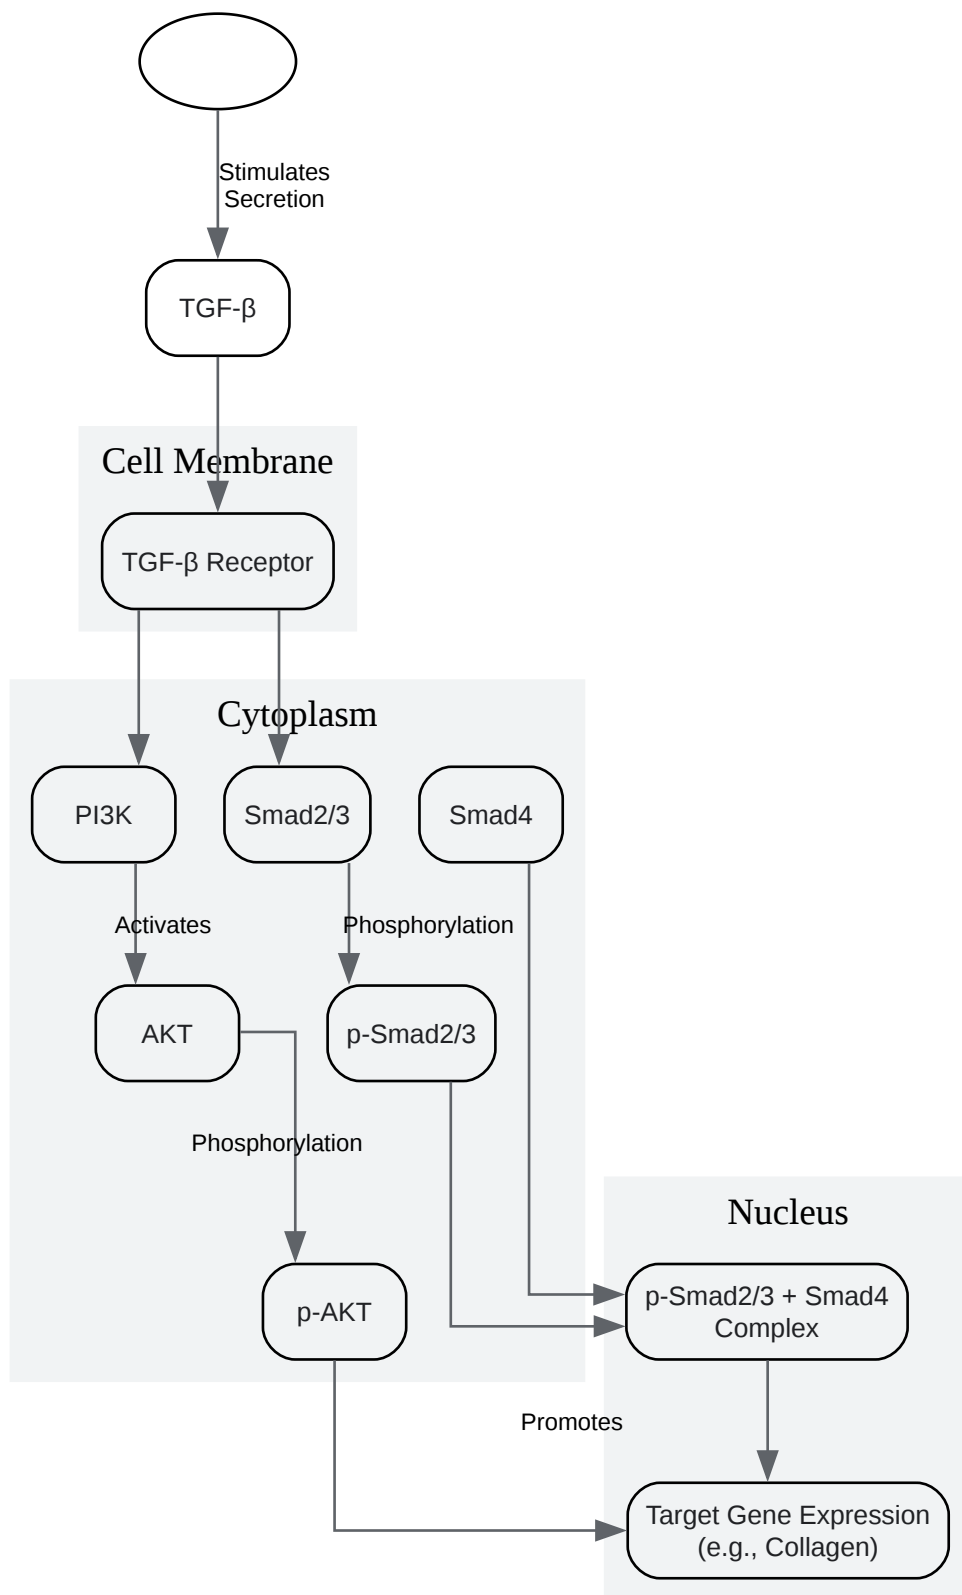 Stimulates
Secretion
TGF-β
Cell Membrane
TGF-β Receptor
Cytoplasm
PI3K
Smad2/3
Smad4
Activates
Phosphorylation
AKT
p-Smad2/3
Phosphorylation
Nucleus
p-AKT
p-Smad2/3 + Smad4
Complex
Promotes
Target Gene Expression
(e.g., Collagen)